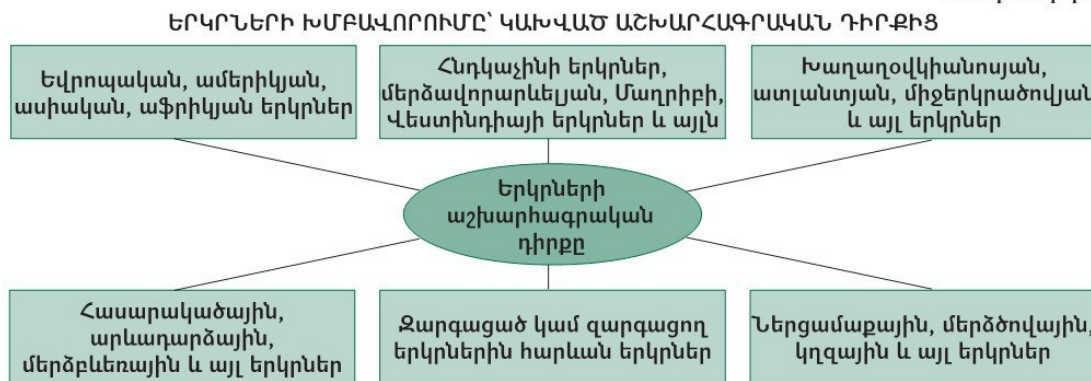 ԵՐԿՐՆԵՐԻ ԽՄԲԱՎՈՐՈՒՄԸ՝ ԿԱԽՎԱԾ ԱՇԽԱՐՀԱԳՐԱԿԱՆ ԴԻՐՔԻՑ
Եվրոպական, ամերիկյան,
ասիական, աֆրիկյան երկրներ
Հնդկաչինի երկրներ,
մերձավորարևելյան, Մաղրիբի,
Վեստինդիայի երկրներ և այլն
Խաղաղօվկիանոսյան,
ատլանտյան, միջերկրածովյան
և այլ երկրներ
Երկրների
աշխարհագրական
դիրքը
Հասարակածային,
արևադարձային,
մերձբևեռային և այլ երկրներ
Զարգացած կամ զարգացող
երկրներին հարևան երկրներ
Ներցամաքային, մերձծովային,
կղզային և այլ երկրներ